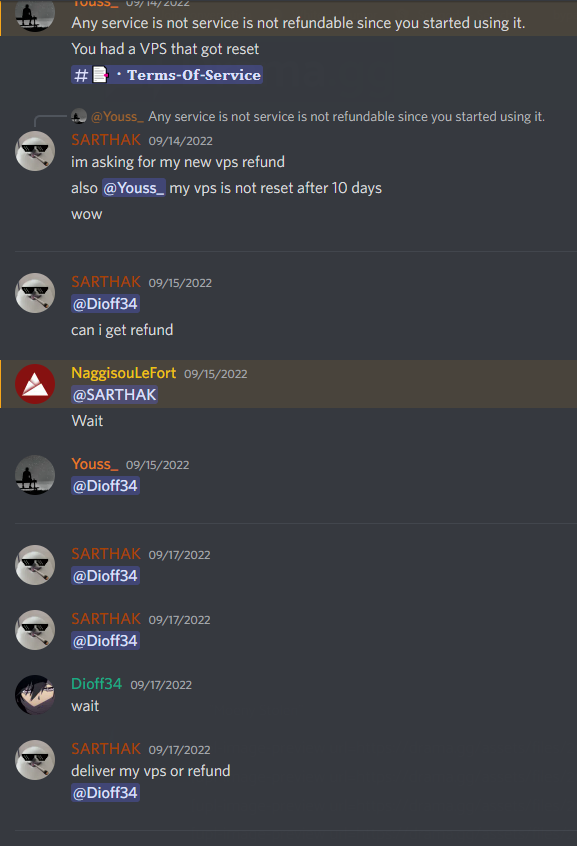 Youss_ 09/14/2022
Any service is not service is not refundable since you started using it.
You had a VPS that got reset
# · Terms-Of-Service
@Youss_ Any service is not service is not refundable since you started using it.
SARTHAK 09/14/2022
im asking for my new vps refund
also @Youss_ my vps is not reset after 10 days
wow
SARTHAK 09/15/2022
@Dioff34
can i get refund
NaggisouLeFort 09/15/2022
@SARTHAK
Wait
Youss_ 09/15/2022
@Dioff34
SARTHAK 09/17/2022
@Dioff34
SARTHAK 09/17/2022
@Dioff34
Dioff34 09/17/2022
wait
SARTHAK 09/17/2022
deliver my vps or refund
@Dioff34